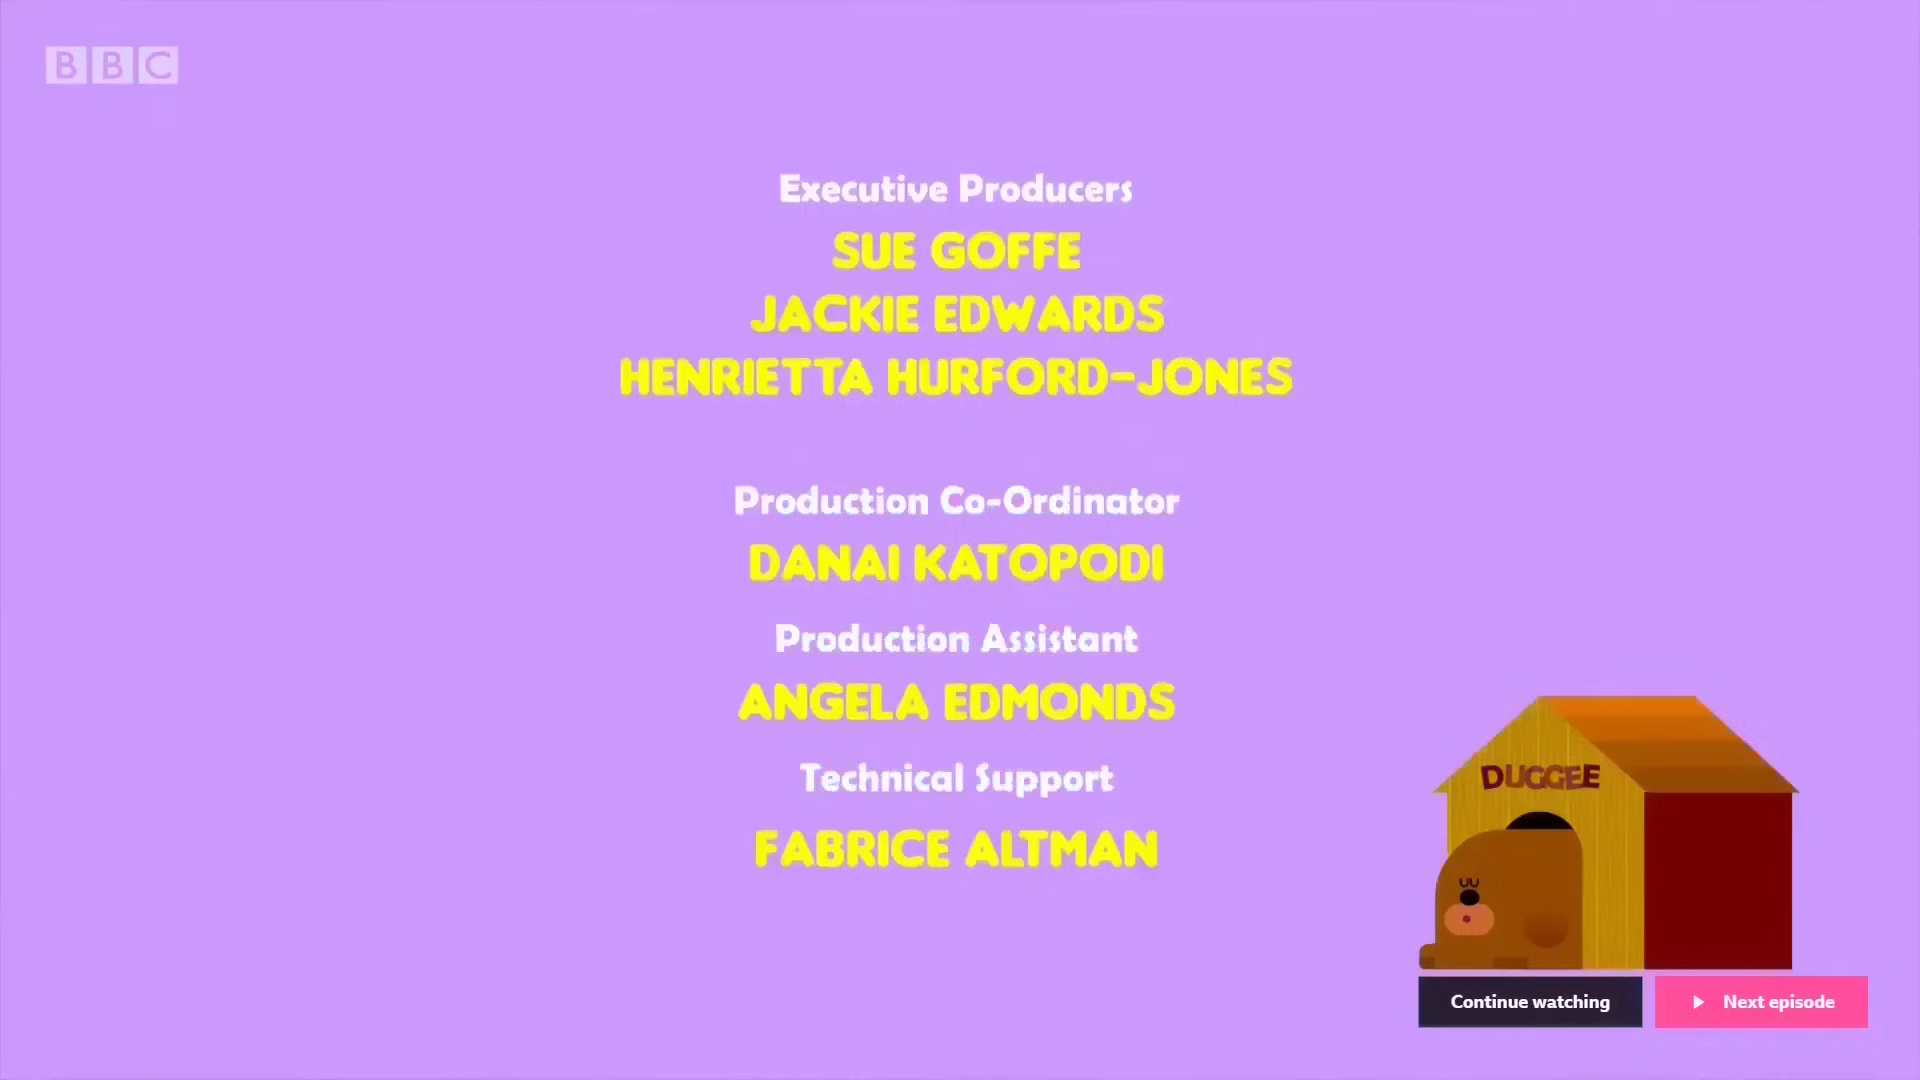 BBC
Executive Producers
SUE GOFFE
JACKIE EDWARDS
HENRIETTA HURFORD-JONES
Production Co-Ordinator
DANAI KATOPODI
Production Assistant
ANGELA EDMONDS
Technical Support
FABRICE ALTMAN
DUGGEE
Continue watching
Next episode